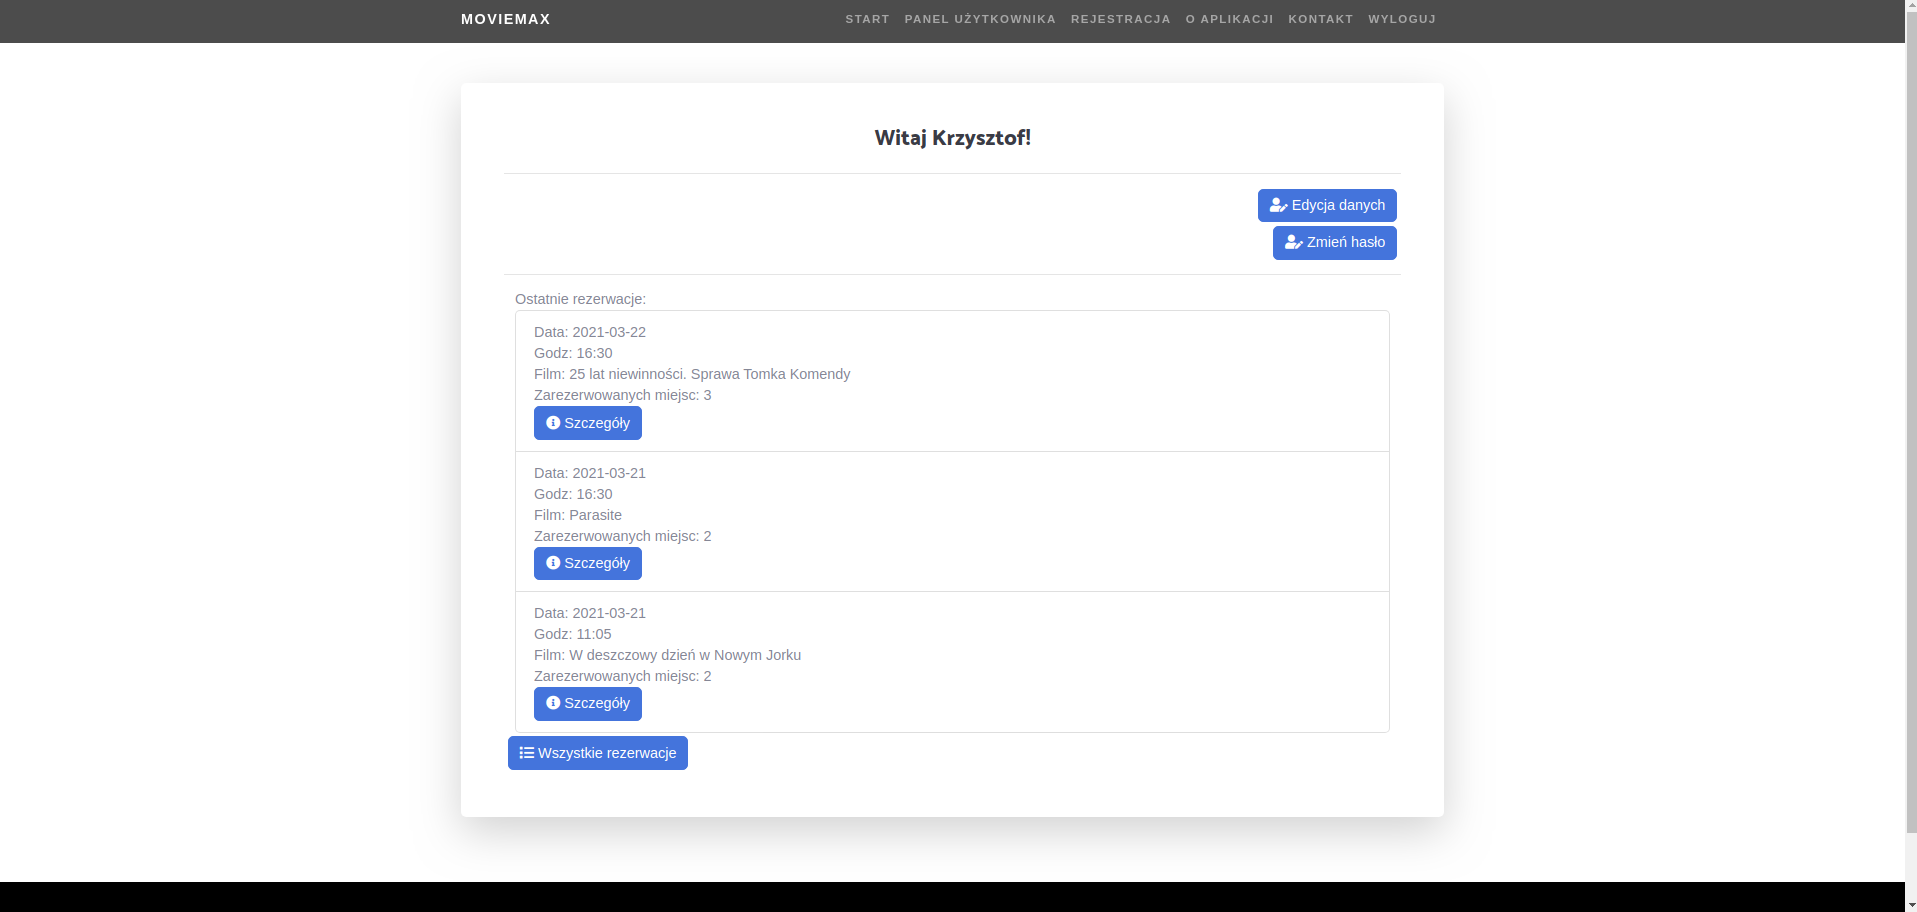 MOVIEMAX
START PANEL UŻYTKOWNIKA REJESTRACJA O APLIKACJI KONTAKT WYLOGUJ
Witaj Krzysztof!
Edycja danych
Zmień hasło
Ostatnie rezerwacje:
Data: 2021-03-22
Godz: 16:30
Film: 25 lat niewinności. Sprawa Tomka Komendy
Zarezerwowanych miejsc: 3
Szczegóły
Data: 2021-03-21
Godz: 16:30
Film: Parasite
Zarezerwowanych miejsc: 2
Szczegóły
Data: 2021-03-21
Godz: 11:05
Film: W deszczowy dzień w Nowym Jorku
Zarezerwowanych miejsc: 2
Szczegóły
Wszystkie rezerwacje